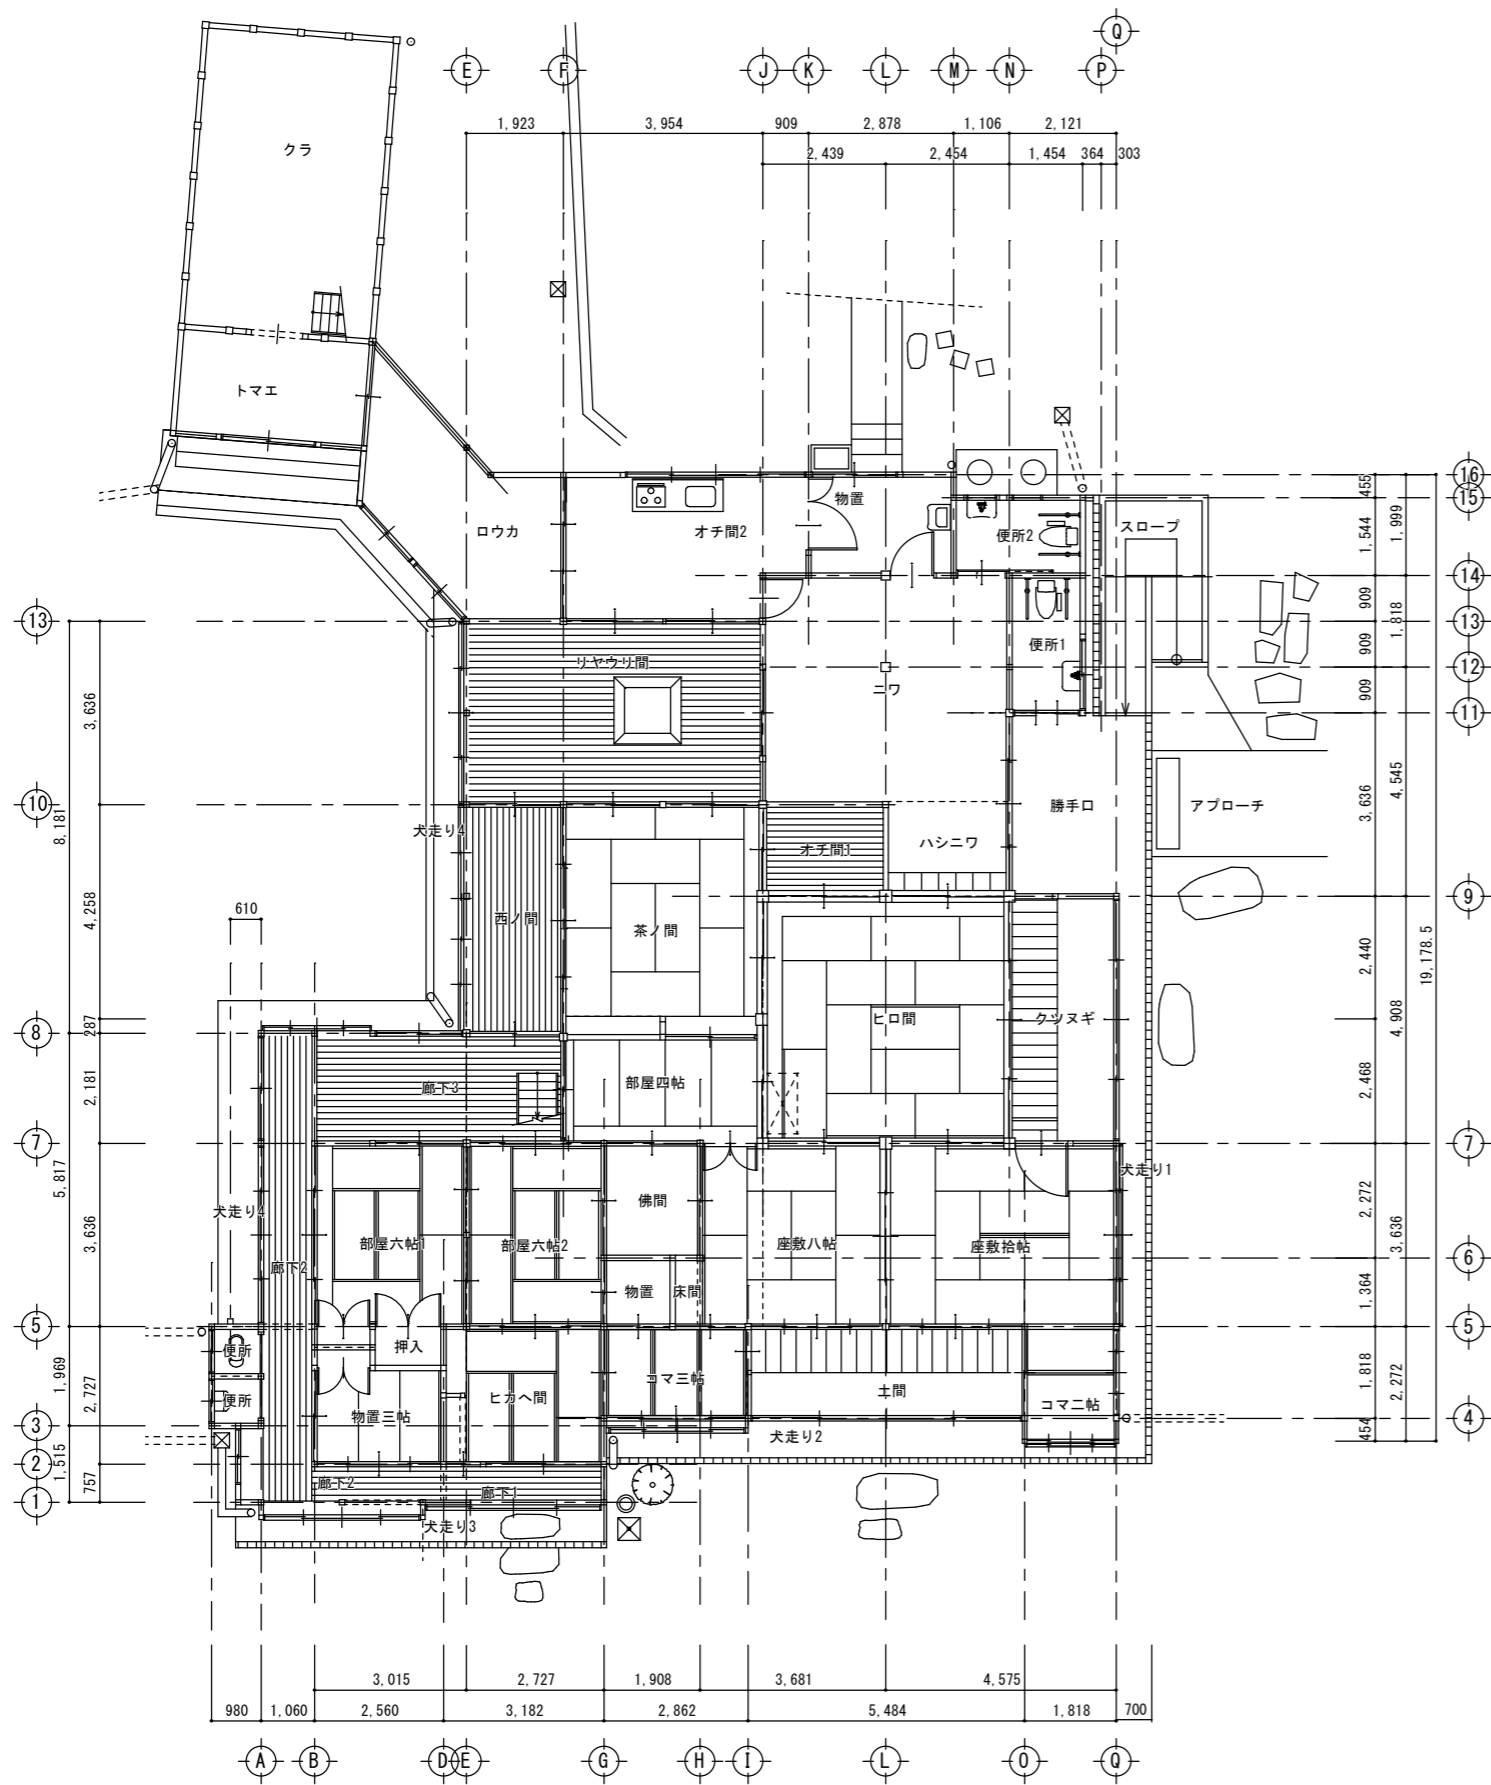 Q
E F J K L M N P
1,923 3,954 909 2,878 1,106 2,121
2,439 2,454 1,454 364 303
クラ
トマエ
ロウカ
オチ間2
物置
便所2
スロープ
16
455
15
1,544
1,999
14
13
909
13
1,818
便所1
909
12
リヤウリ間
ニワ
909
11
3,636
10
8,181
犬走り4
オチ間1
ハシニワ
勝手口
アプローチ
3,636
4,545
9
610
4,258
西ノ間
茶ノ間
2,440
19,178.5
287
8
ヒロ間
クツヌギ
4,908
2,181
廊下3
部屋四帖
2,468
7
7
5,817
犬走り1
犬走り4
佛間
2,272
3,636
部屋六帖1
部屋六帖2
座敷八帖
座敷拾帖
3,636
6
廊下2
物置
床間
1,364
5
5
便所
押入
1,969
コマ三帖
1,818
2,727
便所
物置三帖
ヒカヘ間
土間
コマ二帖
2,272
3
4
犬走り2
454
1,515
2
757
廊下2
廊下1
1
犬走り3
3,015 2,727 1,908 3,681 4,575
980 1,060 2,560 3,182 2,862 5,484 1,818 700
A B D E G H I L O Q